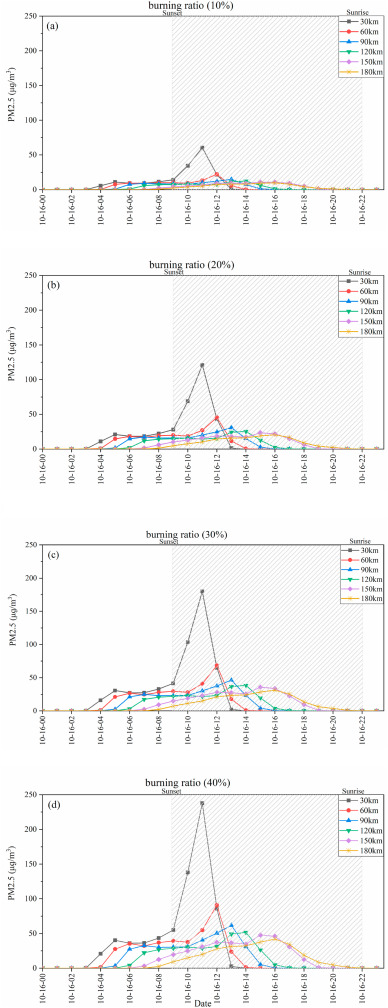 burning ratio (10%)
Sunset
Sunrise
(a)
30km
60km
90km
120km
150km
180km
PM2.5 (μg/m³)
250
200
150
100
50
0
10-16-00
10-16-02
10-16-04
10-16-06
10-16-08
10-16-10
10-16-12
10-16-14
10-16-16
10-16-18
10-16-20
10-16-22
burning ratio (20%)
Sunset
Sunrise
(b)
30km
60km
90km
120km
150km
180km
PM2.5 (μg/m³)
250
200
150
100
50
0
10-16-00
10-16-02
10-16-04
10-16-06
10-16-08
10-16-10
10-16-12
10-16-14
10-16-16
10-16-18
10-16-20
10-16-22
burning ratio (30%)
Sunset
Sunrise
(c)
30km
60km
90km
120km
150km
180km
PM2.5 (μg/m³)
250
200
150
100
50
0
10-16-00
10-16-02
10-16-04
10-16-06
10-16-08
10-16-10
10-16-12
10-16-14
10-16-16
10-16-18
10-16-20
10-16-22
burning ratio (40%)
Sunset
Sunrise
(d)
30km
60km
90km
120km
150km
180km
PM2.5 (μg/m³)
250
200
150
100
50
0
10-16-00
10-16-02
10-16-04
10-16-06
10-16-08
10-16-10
10-16-12
10-16-14
10-16-16
10-16-18
10-16-20
10-16-22
Date